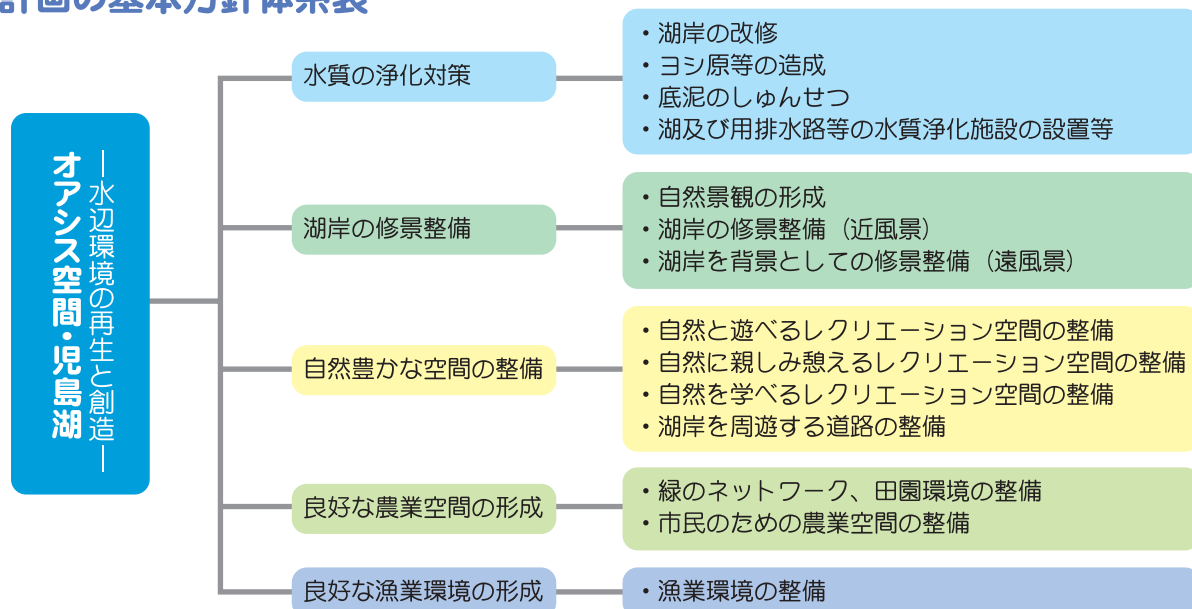 計画の基本方針体系表
―水辺環境の再生と創造―
オアシス空間・児島湖
水質の浄化対策
・湖岸の改修
・ヨシ原等の造成
・底泥のしゅんせつ
・湖及び用排水路等の水質浄化施設の設置等
湖岸の修景整備
・自然景観の形成
・湖岸の修景整備（近風景）
・湖岸を背景としての修景整備（遠風景）
自然豊かな空間の整備
・自然と遊べるレクリエーション空間の整備
・自然に親しみ憩えるレクリエーション空間の整備
・自然を学べるレクリエーション空間の整備
・湖岸を周遊する道路の整備
良好な農業空間の形成
・緑のネットワーク、田園環境の整備
・市民のための農業空間の整備
良好な漁業環境の形成
・漁業環境の整備